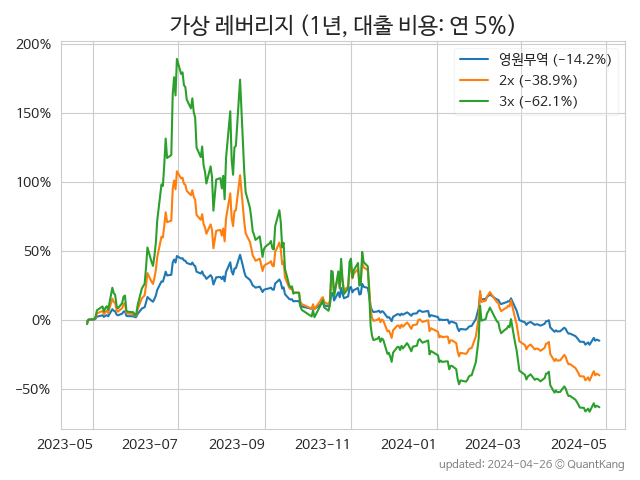 가상 레버리지 (1년, 대출 비용: 연 5%)
200%
150%
100%
50%
0%
−50%
영원무역 (−14.2%)
2x (−38.9%)
3x (−62.1%)
2023-05 2023-07 2023-09 2023-11 2024-01 2024-03 2024-05
updated: 2024-04-26 © QuantKang